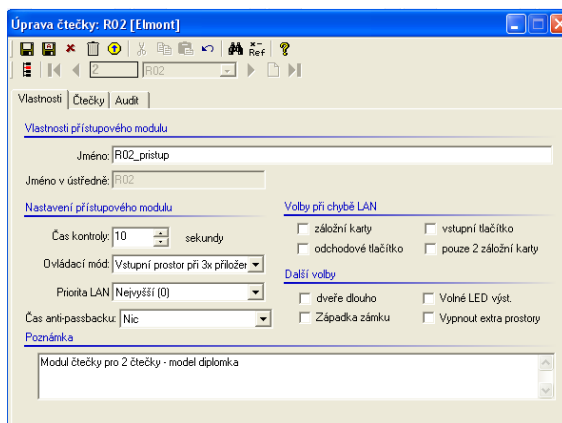 Úprava čtečky: R02 [Elmont]
x- Ref
2 R02
Vlastnosti Čtečky Audit
Vlastnosti přístupového modulu
Jméno: R02_pristup
Jméno v ústředně: R02
Nastavení přístupového modulu
Čas kontroly: 10 sekundy
Ovládací mód: Vstupní prostor při 3x přiložen
Priorita LAN Nejvyšší (0)
Čas anti-passbacku: Nic
Volby při chybě LAN
záložní karty vstupní tlačítko
odchodové tlačítko pouze 2 záložní karty
Další volby
dveře dlouho Volné LED výst.
Západka zámku Vypnout extra prostory
Poznámka
Modul čtečky pro 2 čtečky - model diplomka